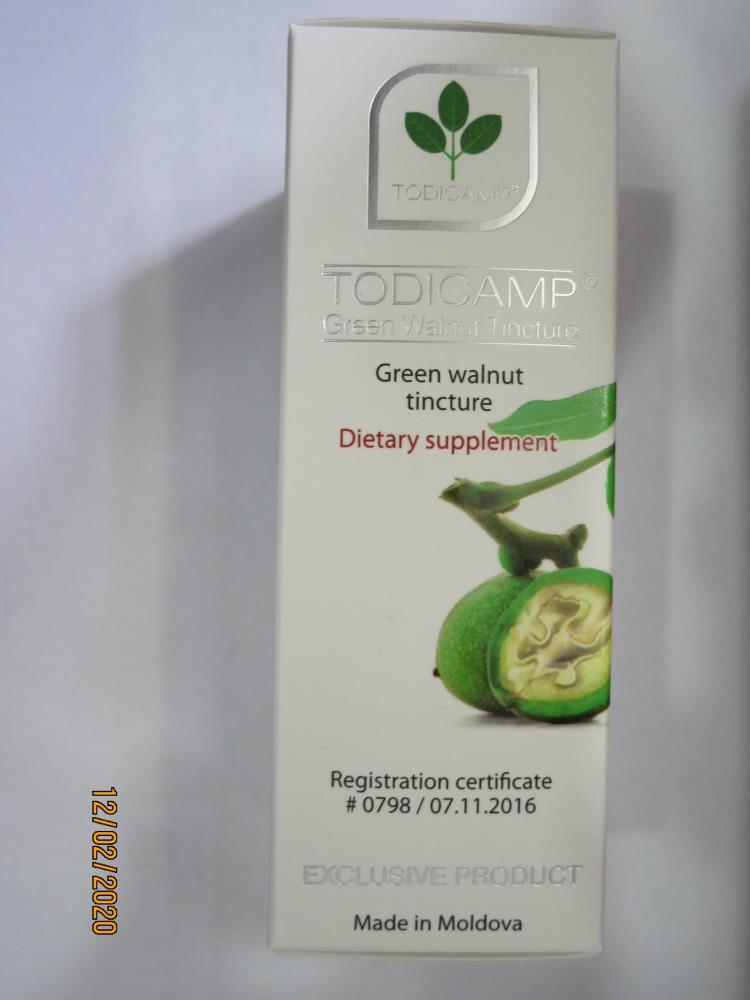 TODICAMP®
TODICAMP®
Green Walnut Tincture
Green walnut
tincture
Dietary supplement
Registration certificate
# 0798 / 07.11.2016
EXCLUSIVE PRODUCT
Made in Moldova
12/02/2020